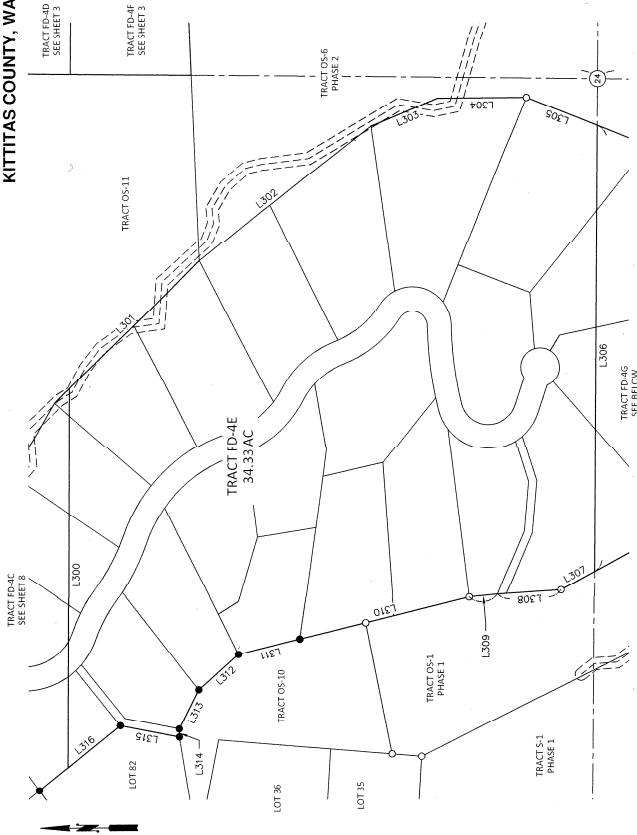 KITTITAS COUNTY, WA
TRACT FD-4D
SEE SHEET 3
TRACT FD-4F
SEE SHEET 3
TRACT OS-6
PHASE 2
24
TRACT OS-11
L301
L302
L303
L304
L305
L306
TRACT FD-4E
34.33 AC
TRACT FD-4G
SEE BELOW
TRACT FD-4C
SEE SHEET 8
L300
L307
L308
L309
L310
L311
L312
L313
L314
L315
L316
TRACT OS-10
TRACT OS-1
PHASE 1
TRACT S-1
PHASE 1
LOT 82
LOT 36
LOT 35
N